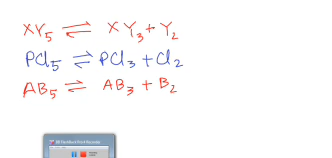 XY₅ ⇌ XY₃ + Y₂
PCl₅ ⇌ PCl₃ + Cl₂
AB₅ ⇌ AB₃ + B₂